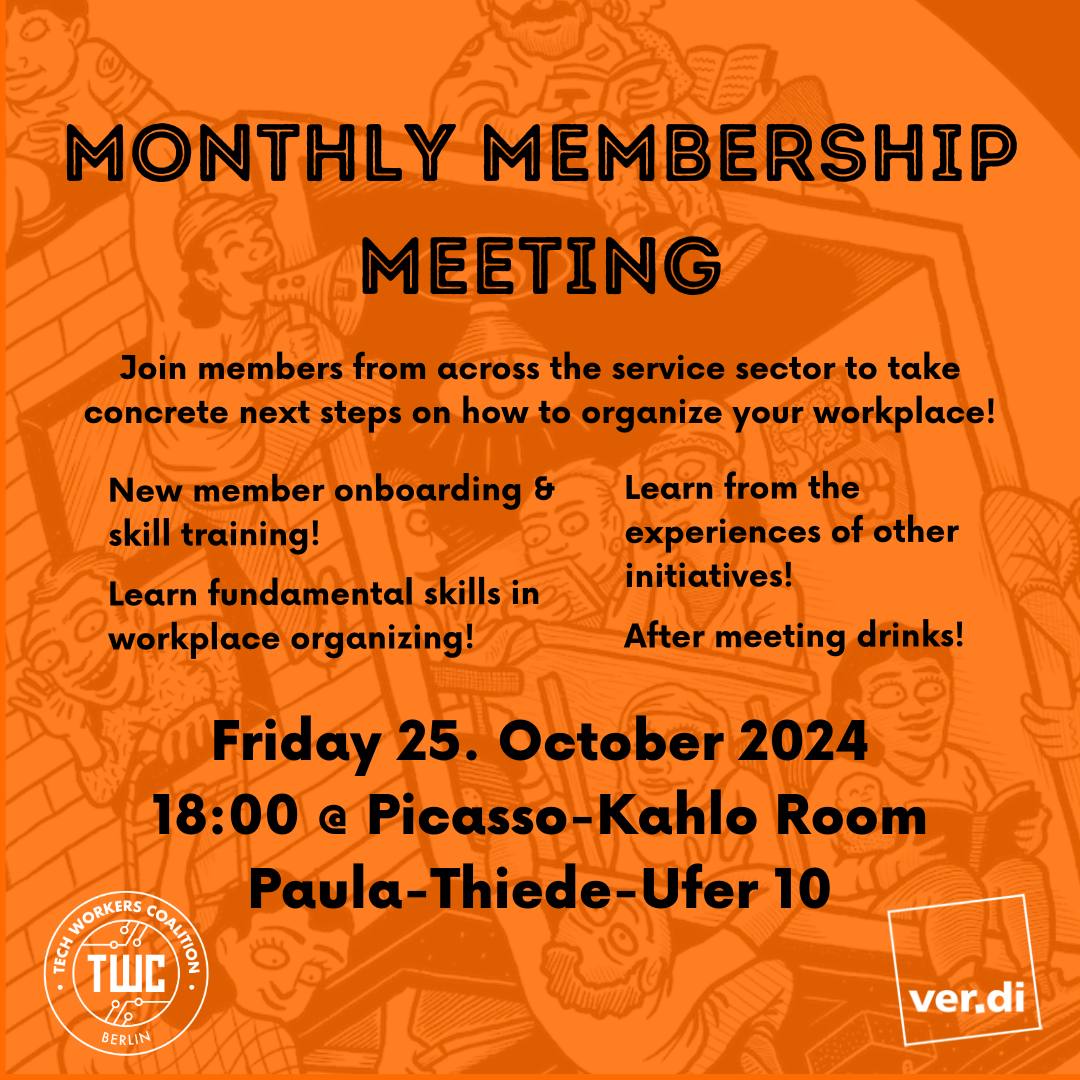 MONTHLY MEMBERSHIP
MEETING
Join members from across the service sector to take
concrete next steps on how to organize your workplace!
New member onboarding &
skill training!
Learn fundamental skills in
workplace organizing!
Learn from the
experiences of other
initiatives!
After meeting drinks!
Friday 25. October 2024
18:00 @ Picasso-Kahlo Room
Paula-Thiede-Ufer 10
TECH WORKERS COALITION
TWC
BERLIN
ver.di